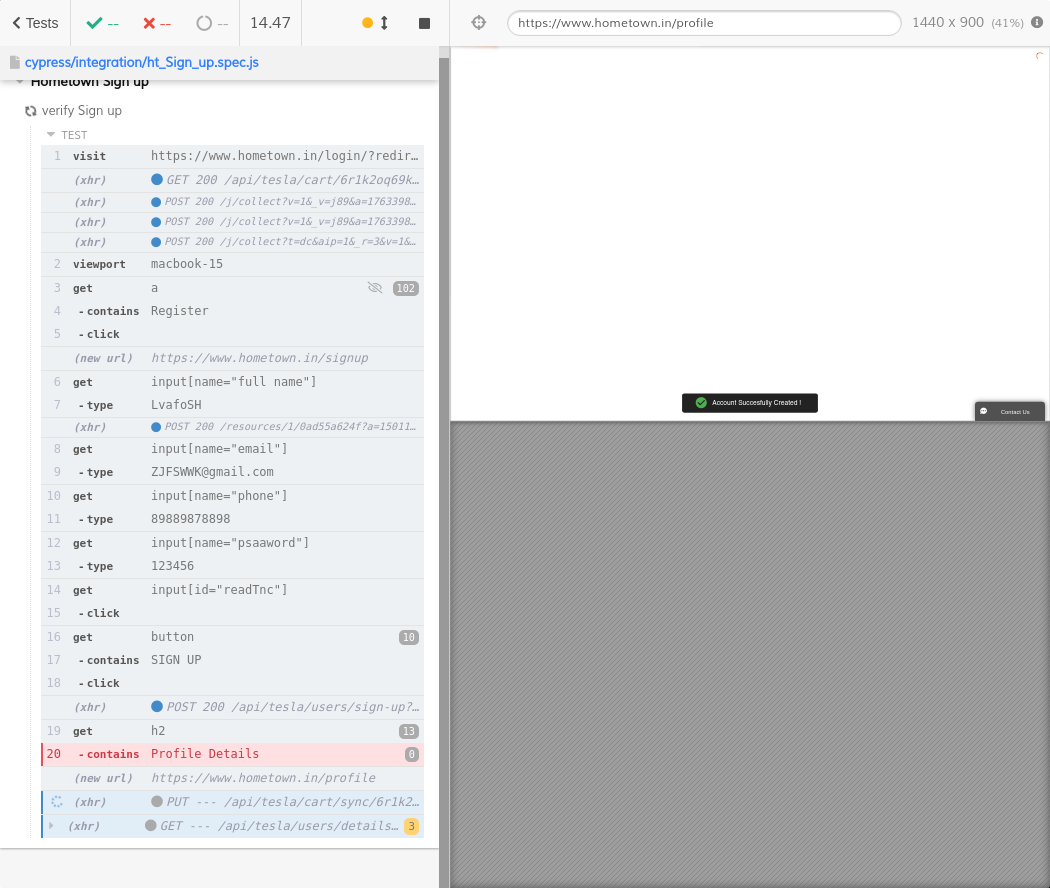 Tests
--
--
--
14.47
https://www.hometown.in/profile
1440 x 900 (41%)
cypress/integration/ht_Sign_up.spec.js
Hometown Sign up
verify Sign up
TEST
1 visit https://www.hometown.in/login/?redir…
(xhr) GET 200 /api/tesla/cart/6r1k2oq69k…
(xhr) POST 200 /j/collect?v=1&_v=j89&a=1763398…
(xhr) POST 200 /j/collect?v=1&_v=j89&a=1763398…
(xhr) POST 200 /j/collect?t=dc&aip=1&_r=3&v=1&…
2 viewport macbook-15
3 get a 102
4 -contains Register
5 -click
(new url) https://www.hometown.in/signup
6 get input[name="full name"]
7 -type LvafoSH
(xhr) POST 200 /resources/1/0ad55a624f?a=15011…
8 get input[name="email"]
9 -type ZJFSWWK@gmail.com
10 get input[name="phone"]
11 -type 89889878898
12 get input[name="psaaword"]
13 -type 123456
14 get input[id="readTnc"]
15 -click
16 get button 10
17 -contains SIGN UP
18 -click
(xhr) POST 200 /api/tesla/users/sign-up?…
19 get h2 13
20 -contains Profile Details 0
(new url) https://www.hometown.in/profile
(xhr) PUT --- /api/tesla/cart/sync/6r1k2…
(xhr) GET --- /api/tesla/users/details… 3
Account Succesfully Created !
Contact Us